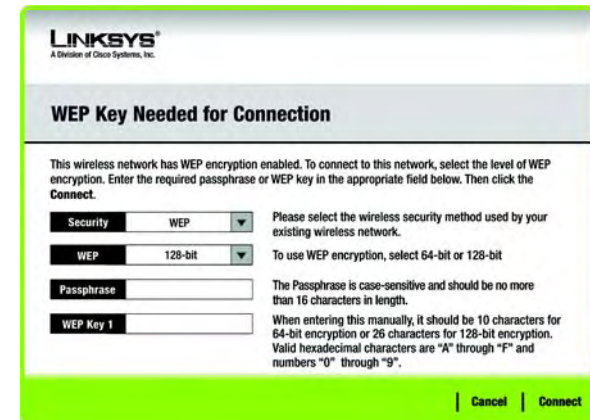 LINKSYS®
A Division of Cisco Systems, Inc.
WEP Key Needed for Connection
This wireless network has WEP encryption enabled. To connect to this network, select the level of WEP
encryption. Enter the required passphrase or WEP key in the appropriate field below. Then click the
Connect.
Security WEP
Please select the wireless security method used by your
existing wireless network.
WEP 128-bit
To use WEP encryption, select 64-bit or 128-bit
Passphrase
The Passphrase is case-sensitive and should be no more
than 16 characters in length.
WEP Key 1
When entering this manually, it should be 10 characters for
64-bit encryption or 26 characters for 128-bit encryption.
Valid hexadecimal characters are “A” through “F” and
numbers “0” through “9”.
Cancel Connect